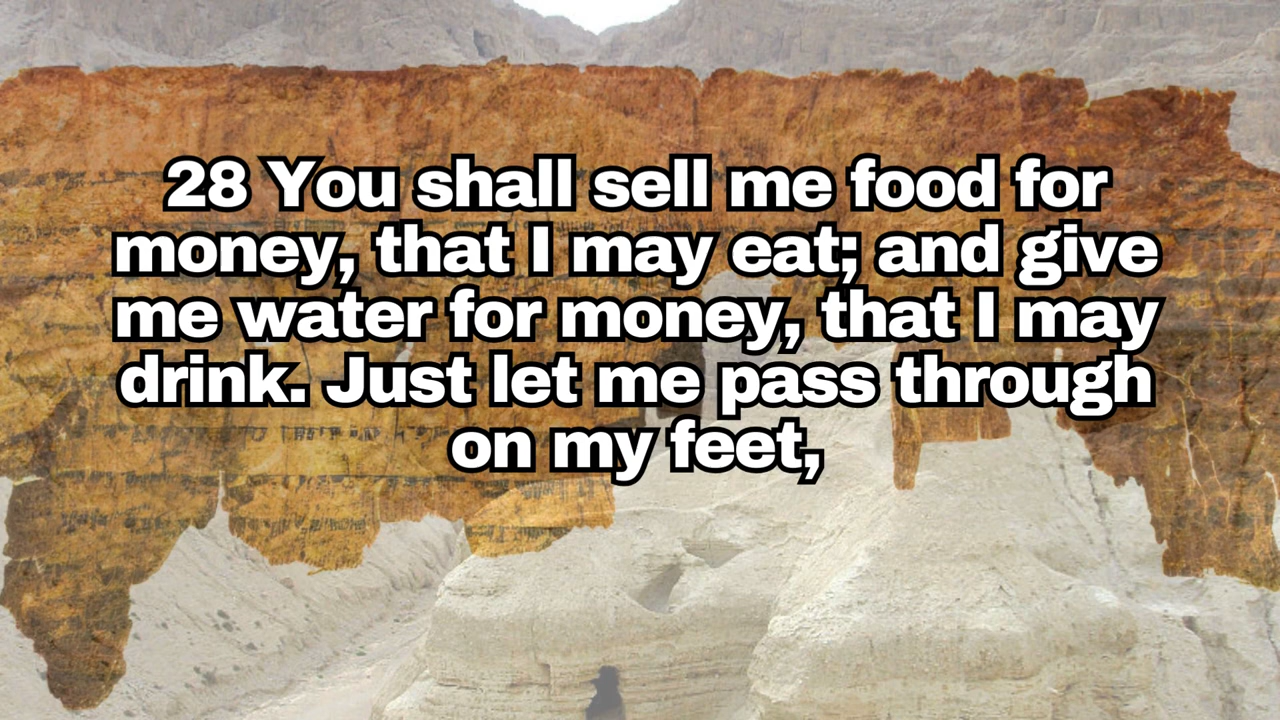 28 You shall sell me food for
money, that I may eat; and give
me water for money, that I may
drink. Just let me pass through
on my feet,